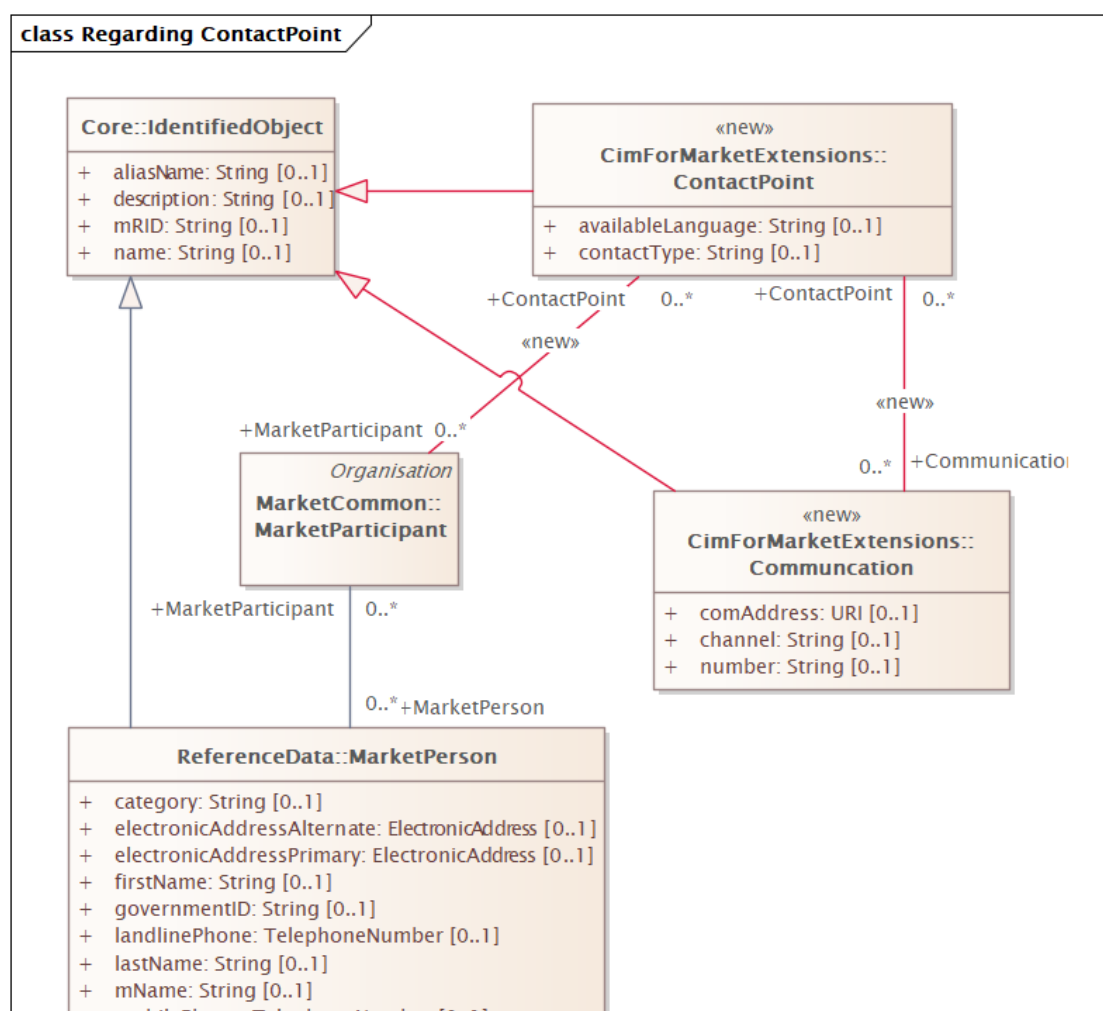 class Regarding ContactPoint
Core::IdentifiedObject
+ aliasName: String [0..1]
+ description: String [0..1]
+ mRID: String [0..1]
+ name: String [0..1]
«new»
CimForMarketExtensions::
ContactPoint
+ availableLanguage: String [0..1]
+ contactType: String [0..1]
+ContactPoint 0..*
+ContactPoint 0..*
«new»
«new»
+MarketParticipant 0..*
0..* +Communication
Organisation
MarketCommon::
MarketParticipant
«new»
CimForMarketExtensions::
Communcation
+ comAddress: URI [0..1]
+ channel: String [0..1]
+ number: String [0..1]
+MarketParticipant 0..*
0..* +MarketPerson
ReferenceData::MarketPerson
+ category: String [0..1]
+ electronicAddressAlternate: ElectronicAddress [0..1]
+ electronicAddressPrimary: ElectronicAddress [0..1]
+ firstName: String [0..1]
+ governmentID: String [0..1]
+ landlinePhone: TelephoneNumber [0..1]
+ lastName: String [0..1]
+ mName: String [0..1]